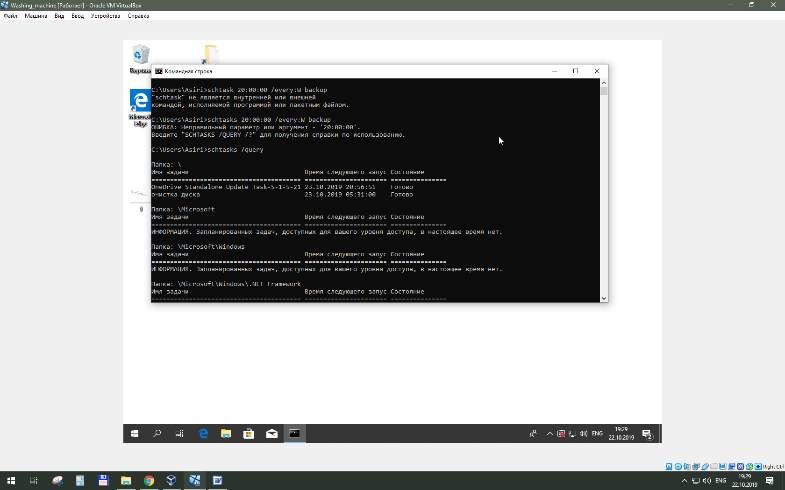 Washing_machine [Работает] - Oracle VM VirtualBox
Файл Машина Вид Ввод Устройства Справка
Корзина
Командная строка
C:\Users\Asiri>schtask 20:00:00 /every:W backup
"schtask" не является внутренней или внешней
командой, исполняемой программой или пакетным файлом.
C:\Users\Asiri>schtasks 20:00:00 /every:W backup
ОШИБКА: Неправильный параметр или аргумент - '20:00:00'.
Введите "SCHTASKS /QUERY /?" для получения справки по использованию.
C:\Users\Asiri>schtasks /query
Папка: \
Имя задачи Время следующего запус Состояние
======================================== ====================== ===============
OneDrive Standalone Update Task-S-1-5-21 23.10.2019 20:56:51 Готово
очистка диска 23.10.2019 05:31:00 Готово
Папка: \Microsoft
Имя задачи Время следующего запус Состояние
======================================== ====================== ===============
ИНФОРМАЦИЯ. Запланированных задач, доступных для вашего уровня доступа, в настоящее время нет.
Папка: \Microsoft\Windows
Имя задачи Время следующего запус Состояние
======================================== ====================== ===============
ИНФОРМАЦИЯ. Запланированных задач, доступных для вашего уровня доступа, в настоящее время нет.
Папка: \Microsoft\Windows\.NET Framework
Имя задачи Время следующего запус Состояние
======================================== ====================== ===============
Edge
ENG
19:29
22.10.2019
2
Right Ctrl
ENG
19:29
22.10.2019